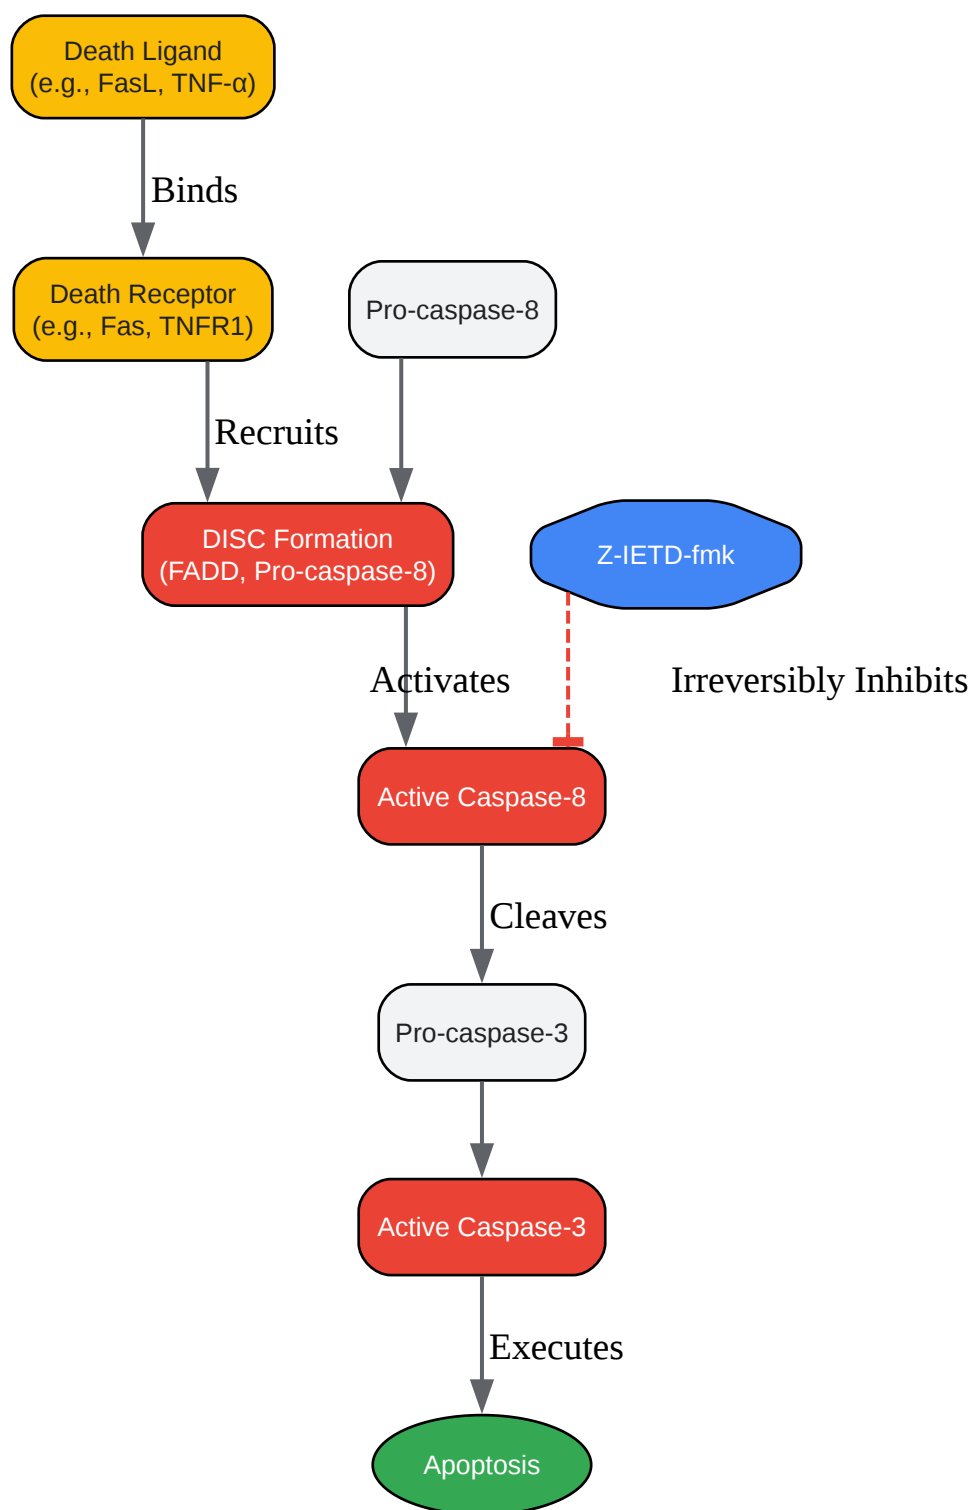 Death Ligand
(e.g., FasL, TNF-α)
Binds
Death Receptor
(e.g., Fas, TNFR1)
Pro-caspase-8
Recruits
DISC Formation
(FADD, Pro-caspase-8)
Z-IETD-fmk
Activates
Irreversibly Inhibits
Active Caspase-8
Cleaves
Pro-caspase-3
Active Caspase-3
Executes
Apoptosis